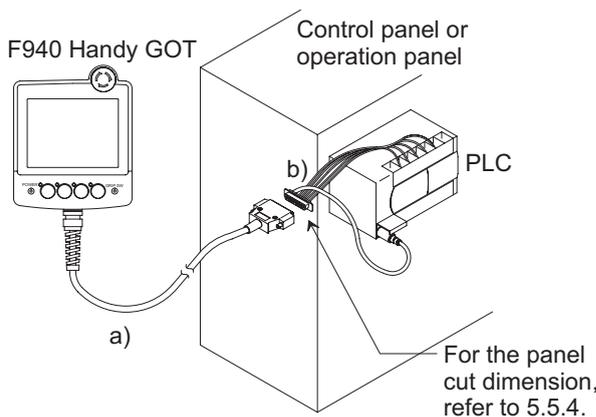 Control panel or
operation panel
F940 Handy GOT
b)
PLC
POWER
a)
For the panel
cut dimension,
refer to 5.5.4.